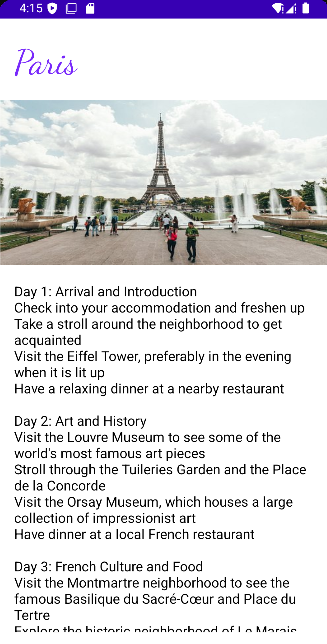 4:15
Paris
Day 1: Arrival and Introduction
Check into your accommodation and freshen up
Take a stroll around the neighborhood to get
acquainted
Visit the Eiffel Tower, preferably in the evening
when it is lit up
Have a relaxing dinner at a nearby restaurant
Day 2: Art and History
Visit the Louvre Museum to see some of the
world's most famous art pieces
Stroll through the Tuileries Garden and the Place
de la Concorde
Visit the Orsay Museum, which houses a large
collection of impressionist art
Have dinner at a local French restaurant
Day 3: French Culture and Food
Visit the Montmartre neighborhood to see the
famous Basilique du Sacré-Cœur and Place du
Tertre
Explore the historic neighborhood of Le Marais